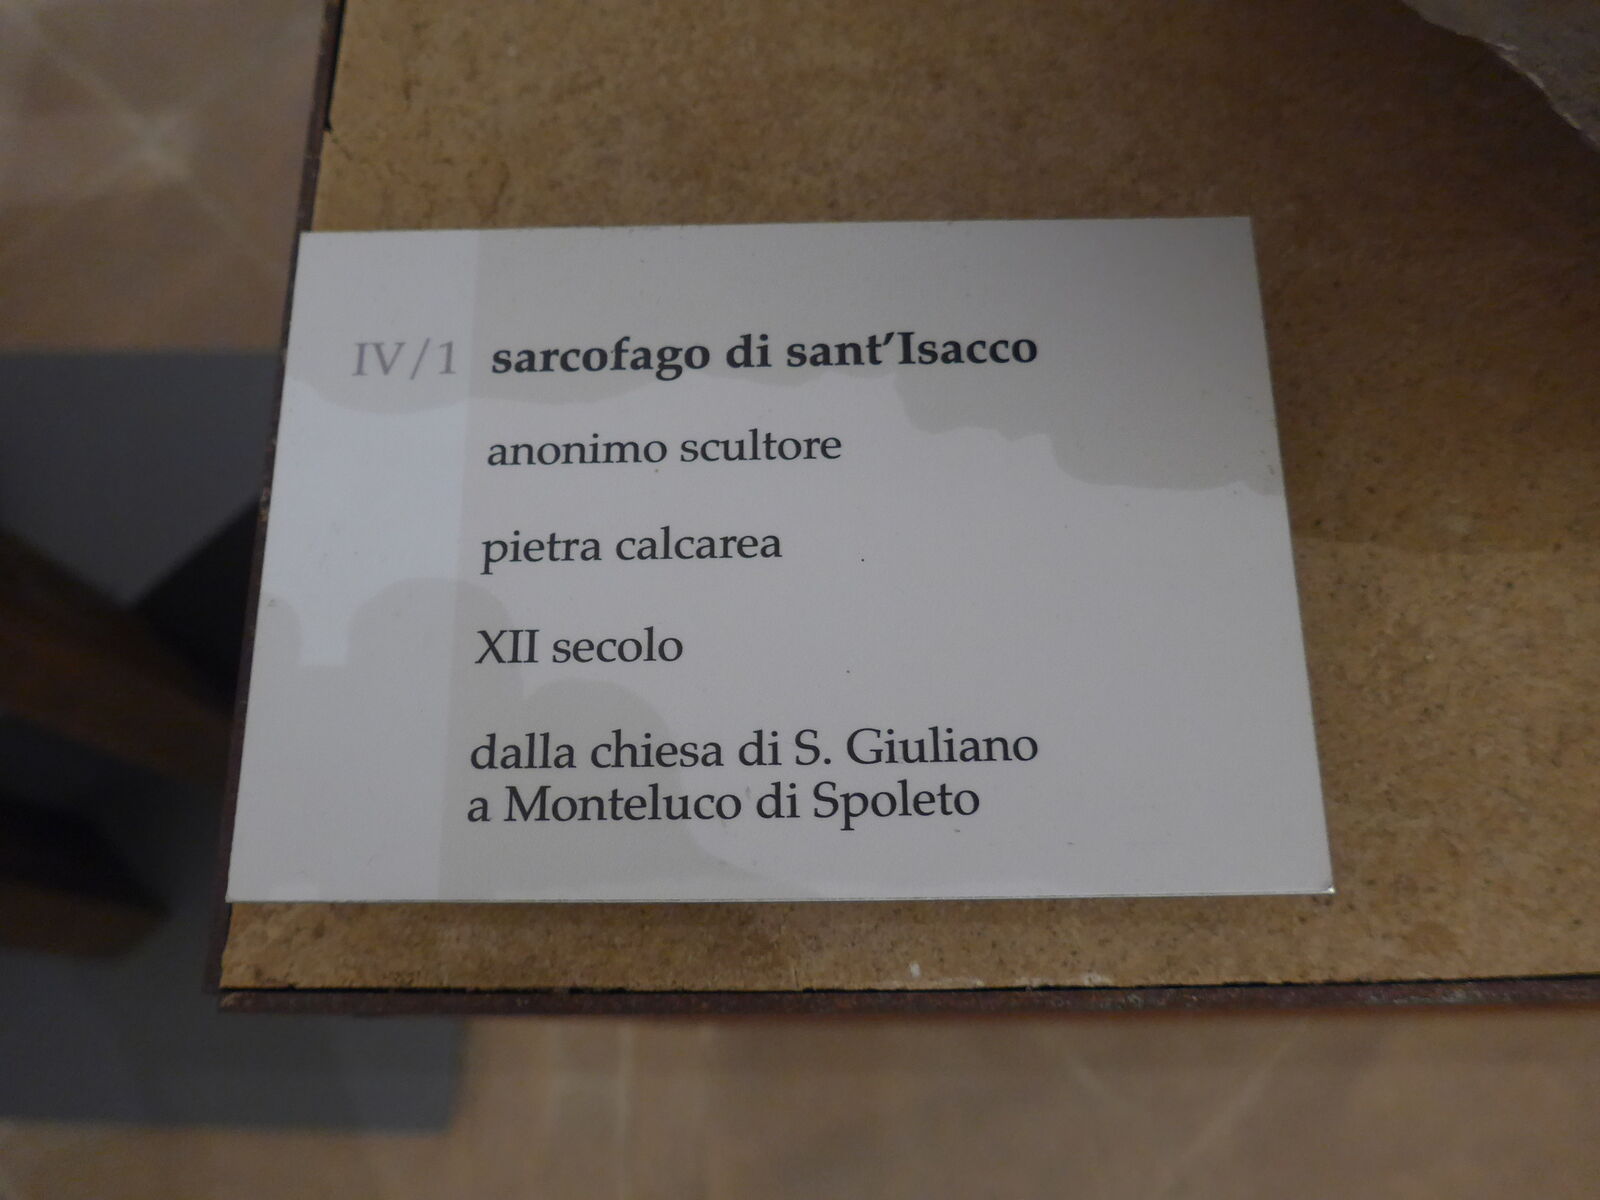 IV/1 sarcofago di sant'Isacco
anonimo scultore
pietra calcarea
XII secolo
dalla chiesa di S. Giuliano
a Monteluco di Spoleto